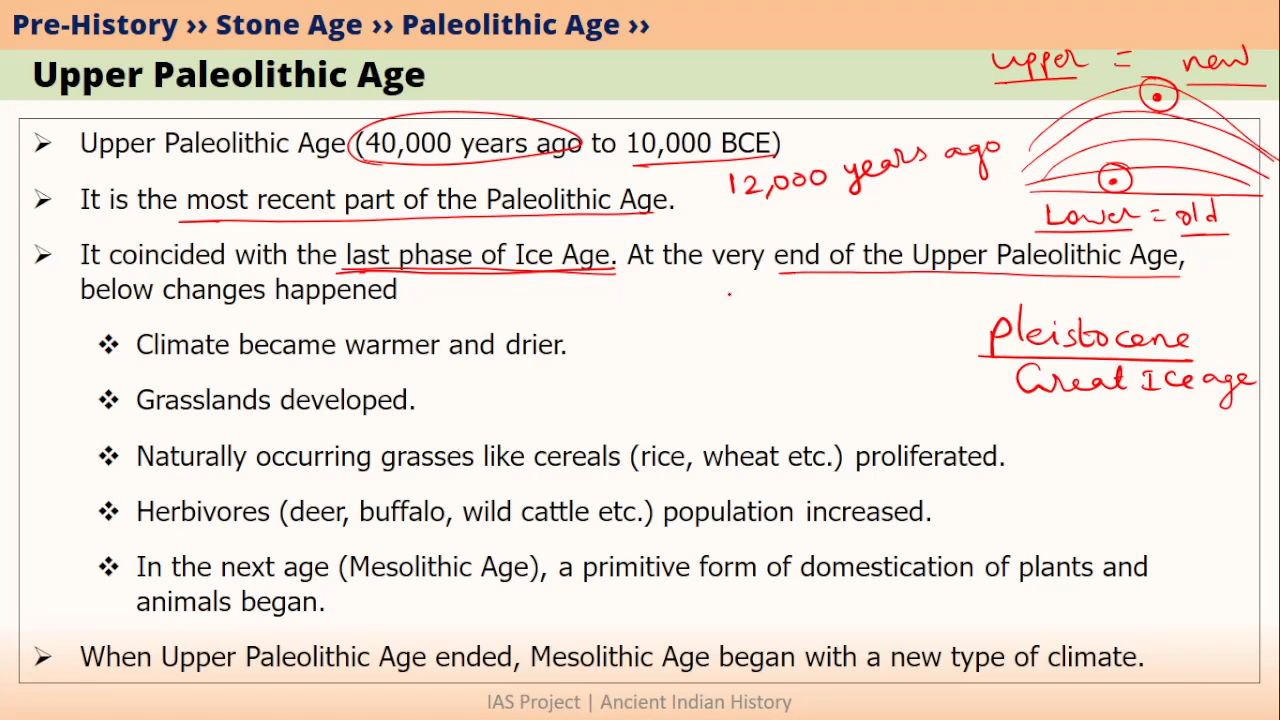 Pre-History ›› Stone Age ›› Paleolithic Age ››
Upper Paleolithic Age
upper = new
➢ Upper Paleolithic Age (40,000 years ago to 10,000 BCE)
12,000 years ago
➢ It is the most recent part of the Paleolithic Age.
Lower = old
➢ It coincided with the last phase of Ice Age. At the very end of the Upper Paleolithic Age,
below changes happened
Pleistocene
Great Ice age
❖ Climate became warmer and drier.
❖ Grasslands developed.
❖ Naturally occurring grasses like cereals (rice, wheat etc.) proliferated.
❖ Herbivores (deer, buffalo, wild cattle etc.) population increased.
❖ In the next age (Mesolithic Age), a primitive form of domestication of plants and
animals began.
➢ When Upper Paleolithic Age ended, Mesolithic Age began with a new type of climate.
IAS Project | Ancient Indian History